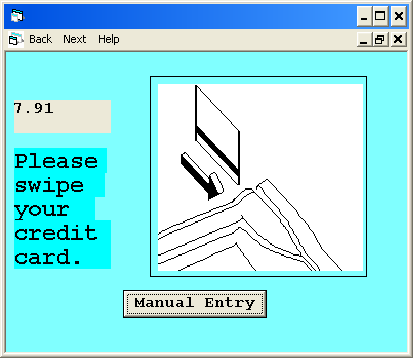 Back Next Help
7.91
Please
swipe
your
credit
card.
Manual Entry